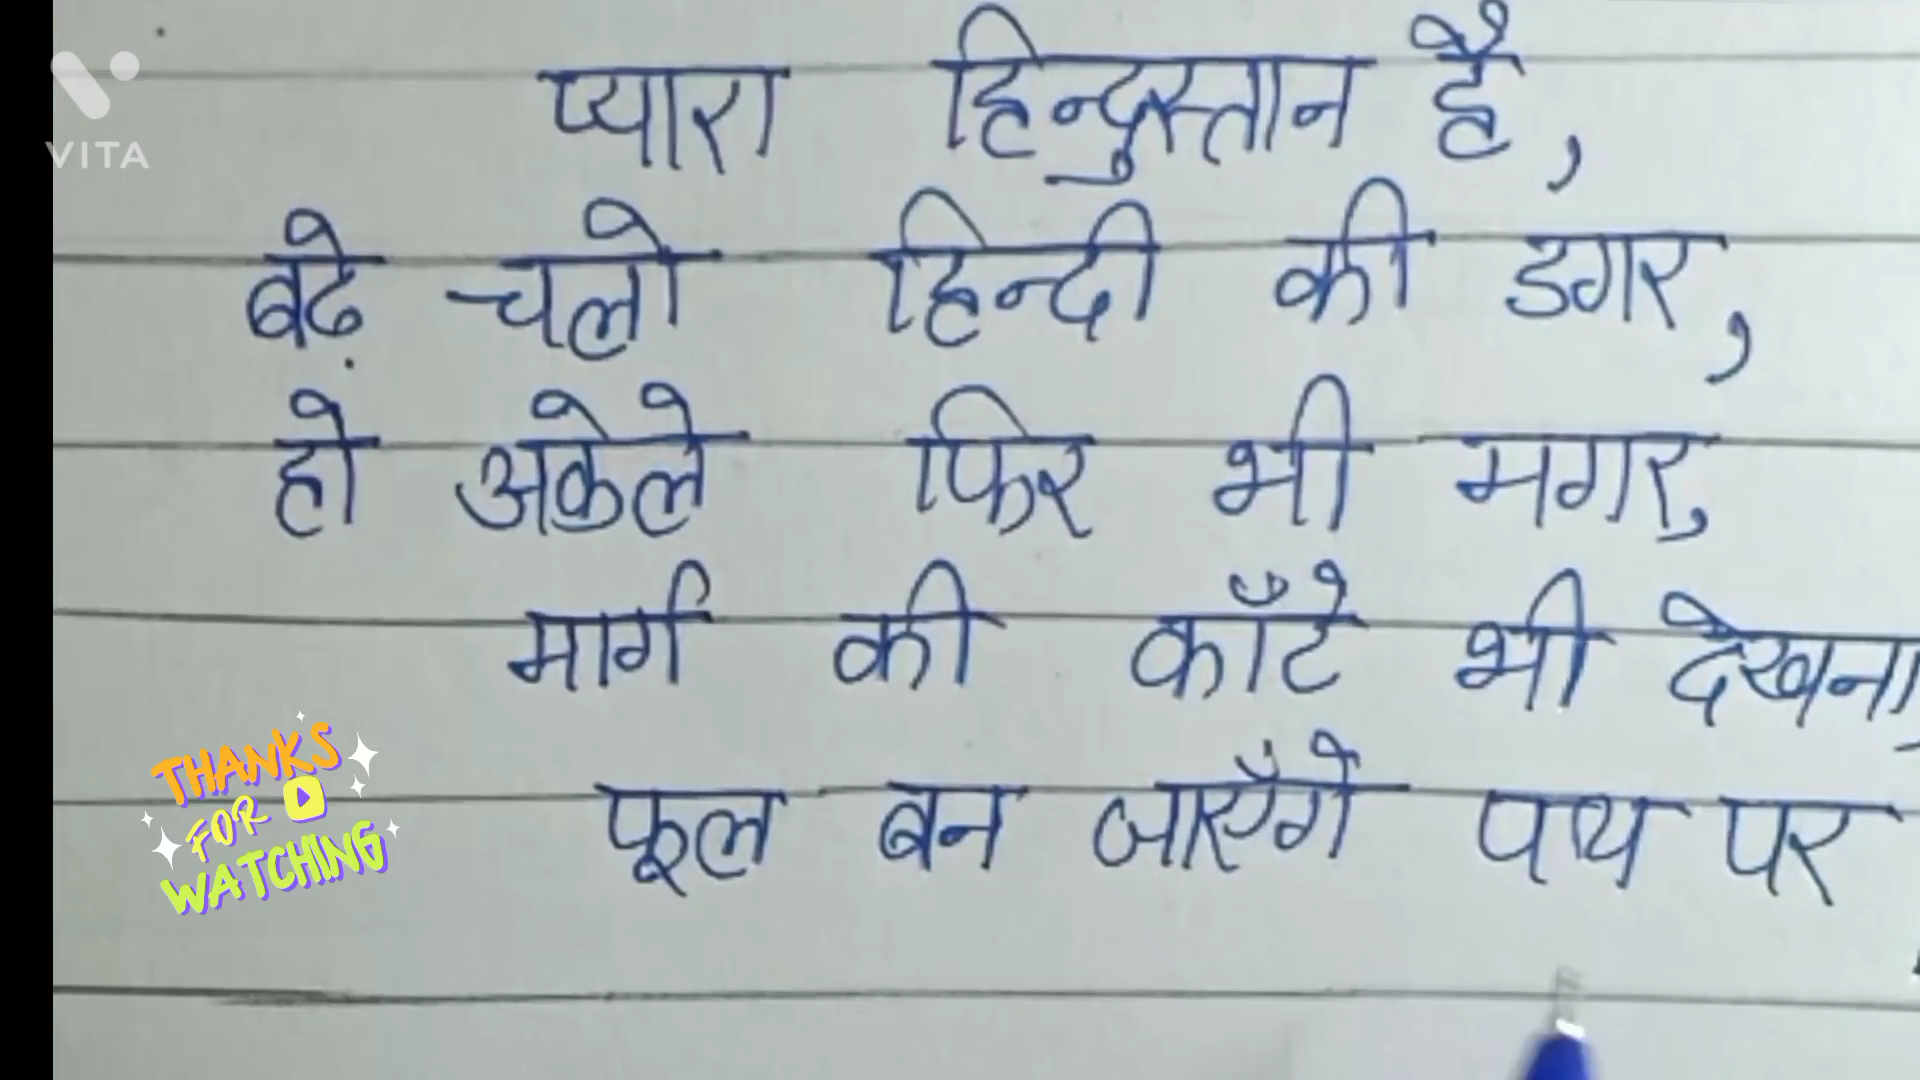 VITA
प्यारा हिन्दुस्तान है,
बढ़े चलो हिन्दी की डगर,
हो अकेले फिर भी मगर,
मार्ग की काँटे भी देखना,
फूल बन जाएँगे पथ पर
THANKS
FOR
WATCHING